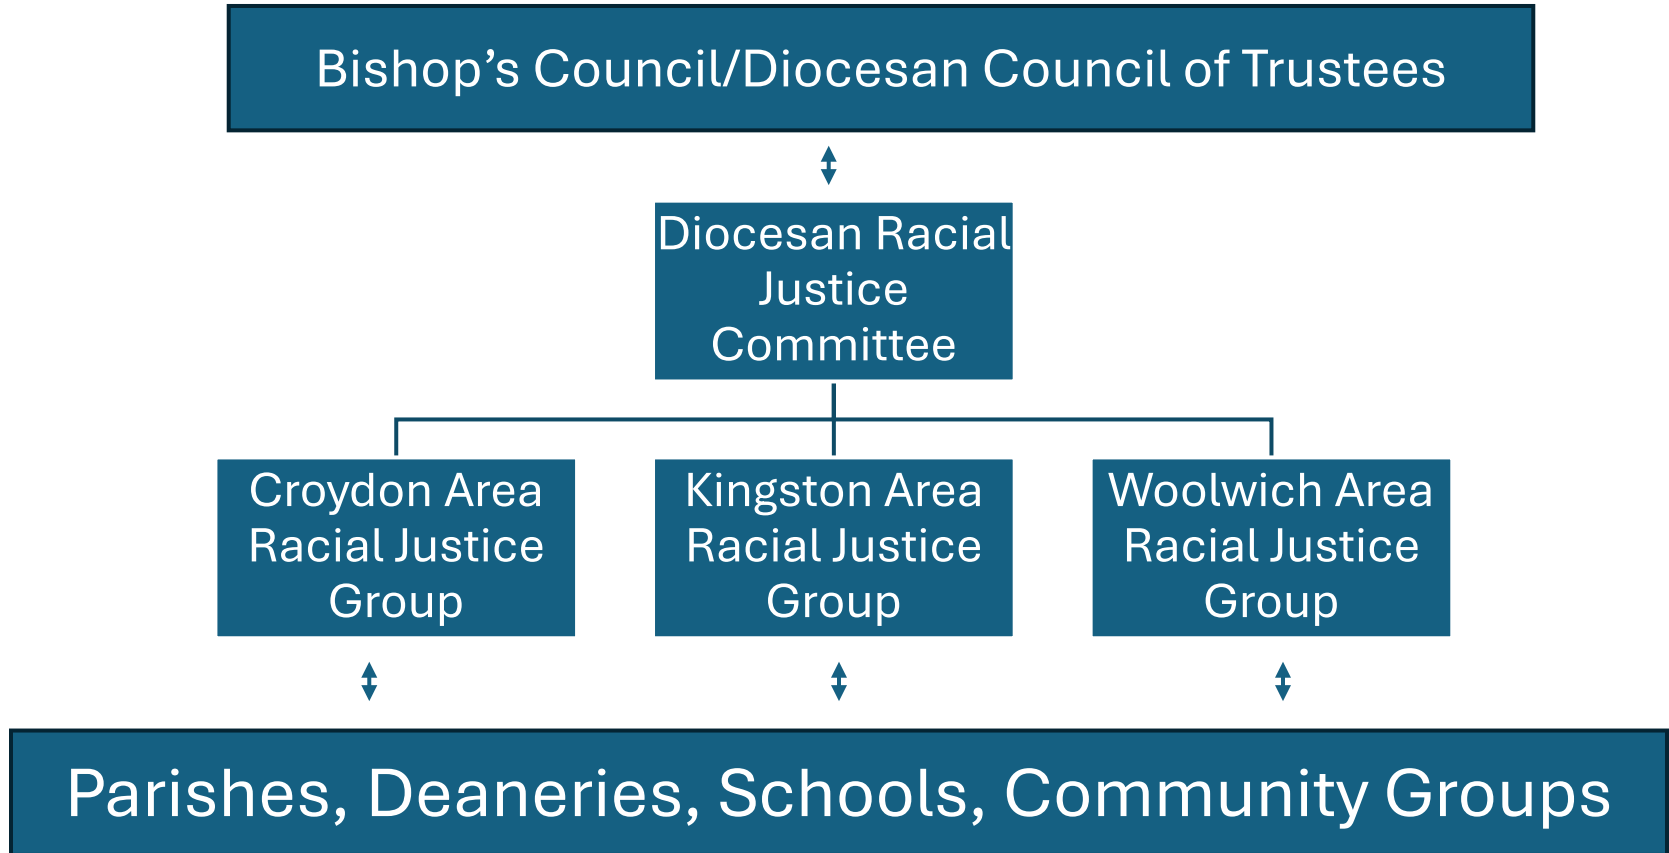 Bishop’s Council/Diocesan Council of Trustees
Diocesan Racial
Justice
Committee
Croydon Area
Racial Justice
Group
Kingston Area
Racial Justice
Group
Woolwich Area
Racial Justice
Group
Parishes, Deaneries, Schools, Community Groups